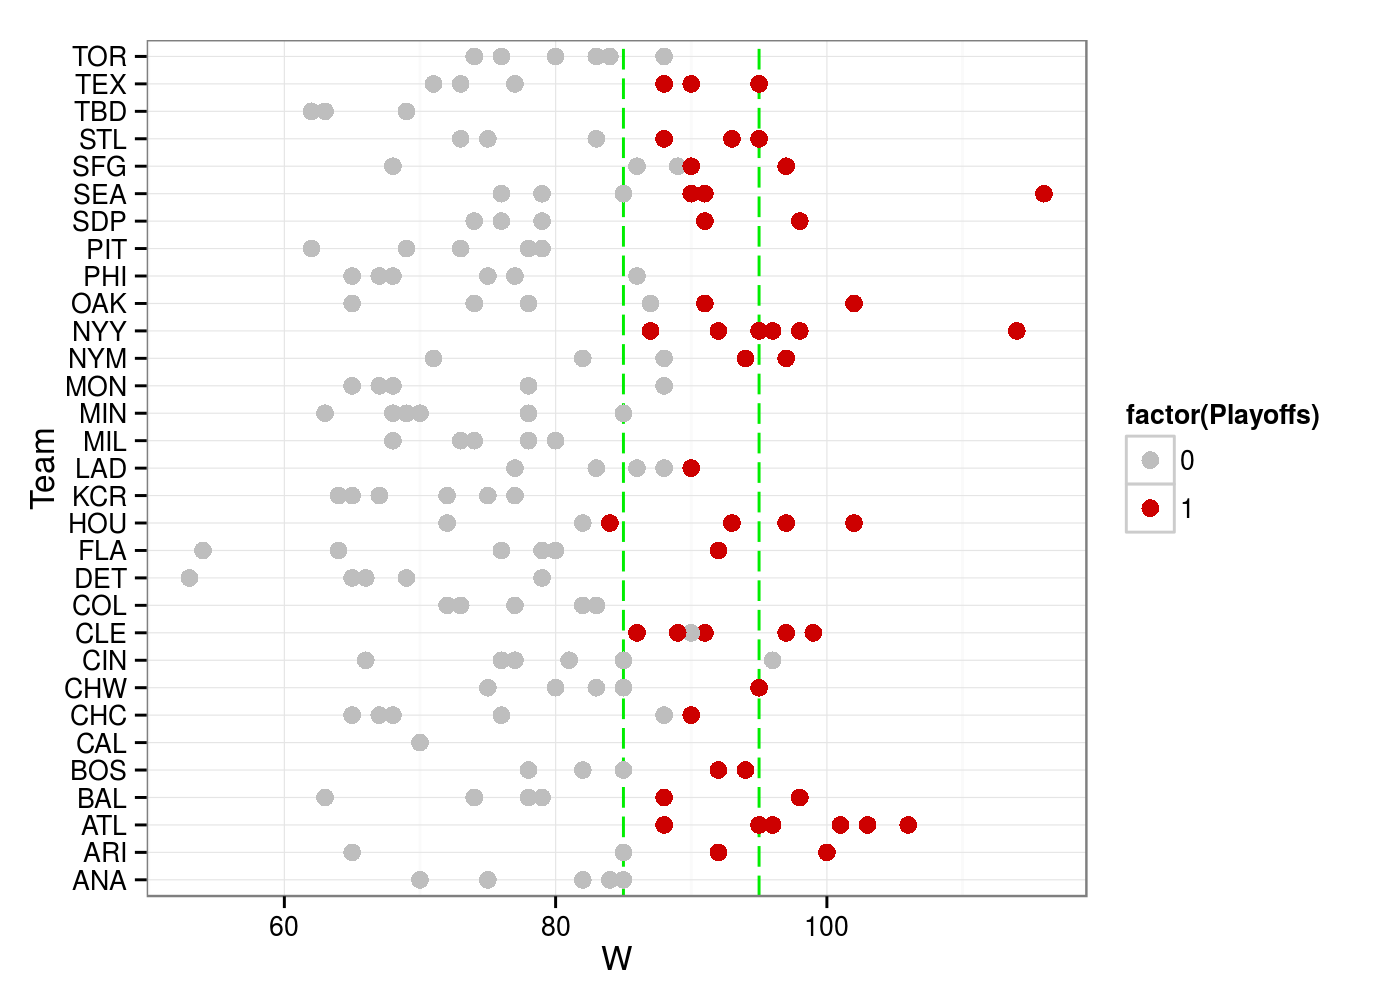 TOR
TEX
TBD
STL
SFG
SEA
SDP
PIT
PHI
OAK
NYY
NYM
MON
MIN
MIL
LAD
KCR
HOU
FLA
DET
COL
CLE
CIN
CHW
CHC
CAL
BOS
BAL
ATL
ARI
ANA
Team
60 80 100
W
factor(Playoffs)
0
1